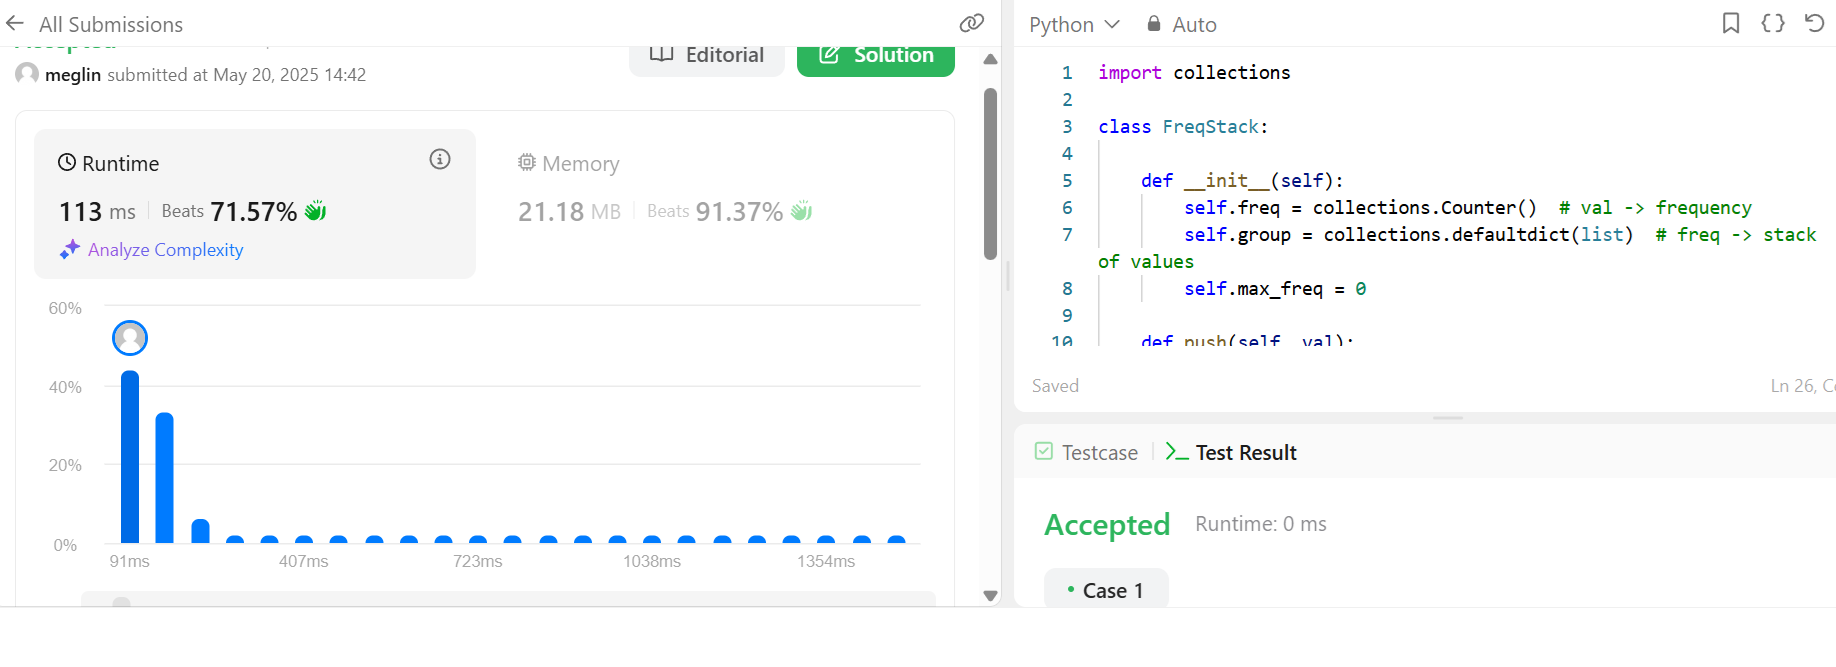 All Submissions
Accepted
Editorial
Solution
meglin submitted at May 20, 2025 14:42
Runtime
113 ms
Beats 71.57%
Analyze Complexity
Memory
21.18 MB
Beats 91.37%
60%
40%
20%
0%
91ms
407ms
723ms
1038ms
1354ms
Python
Auto
1 import collections
2
3 class FreqStack:
4
5 def __init__(self):
6 self.freq = collections.Counter()  # val -> frequency
7 self.group = collections.defaultdict(list)  # freq -> stack
of values
8 self.max_freq = 0
9
10 def push(self, val):
Saved
Ln 26,
Testcase
Test Result
Accepted
Runtime: 0 ms
Case 1